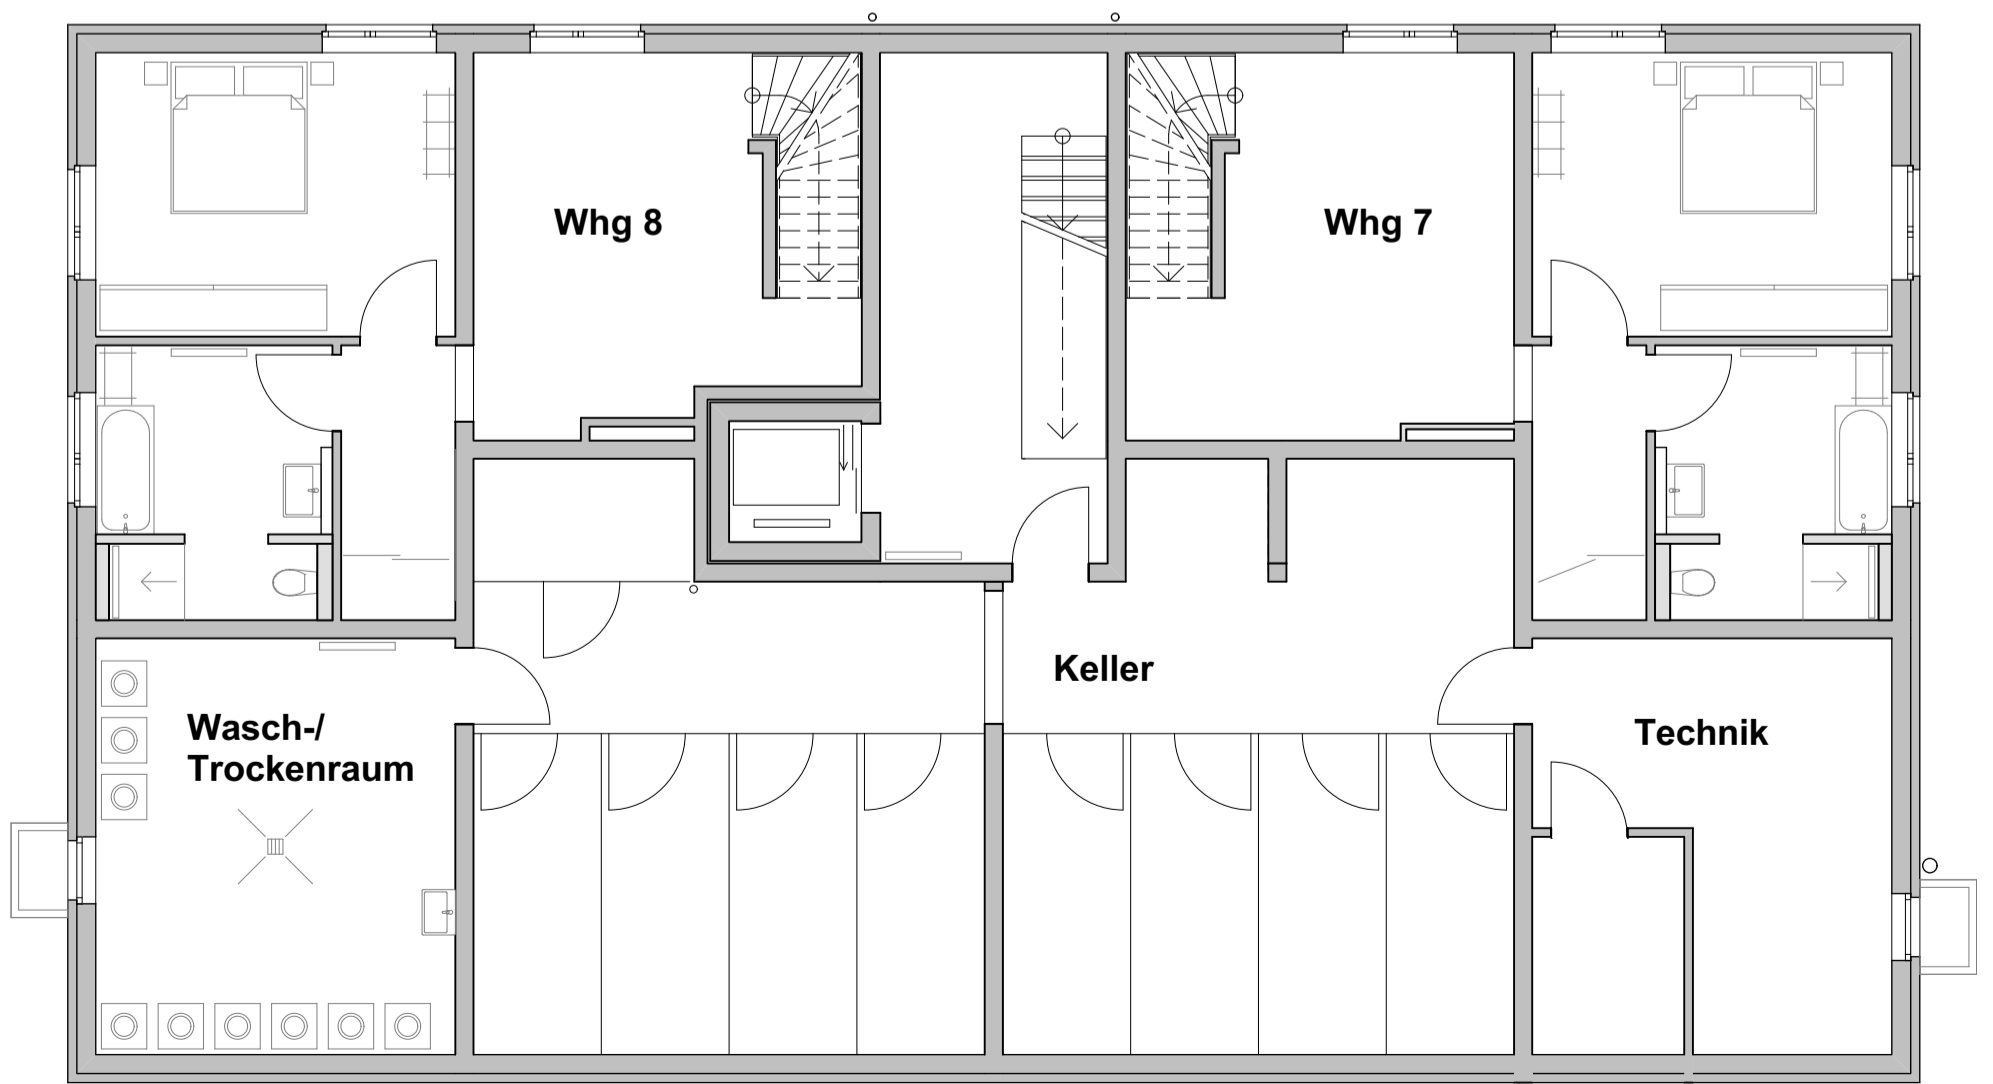 Whg 8
Whg 7
Keller
Wasch-/
Trockenraum
Technik